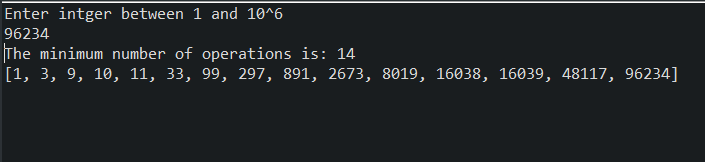 Enter intger between 1 and 10^6
96234
The minimum number of operations is: 14
[1, 3, 9, 10, 11, 33, 99, 297, 891, 2673, 8019, 16038, 16039, 48117, 96234]